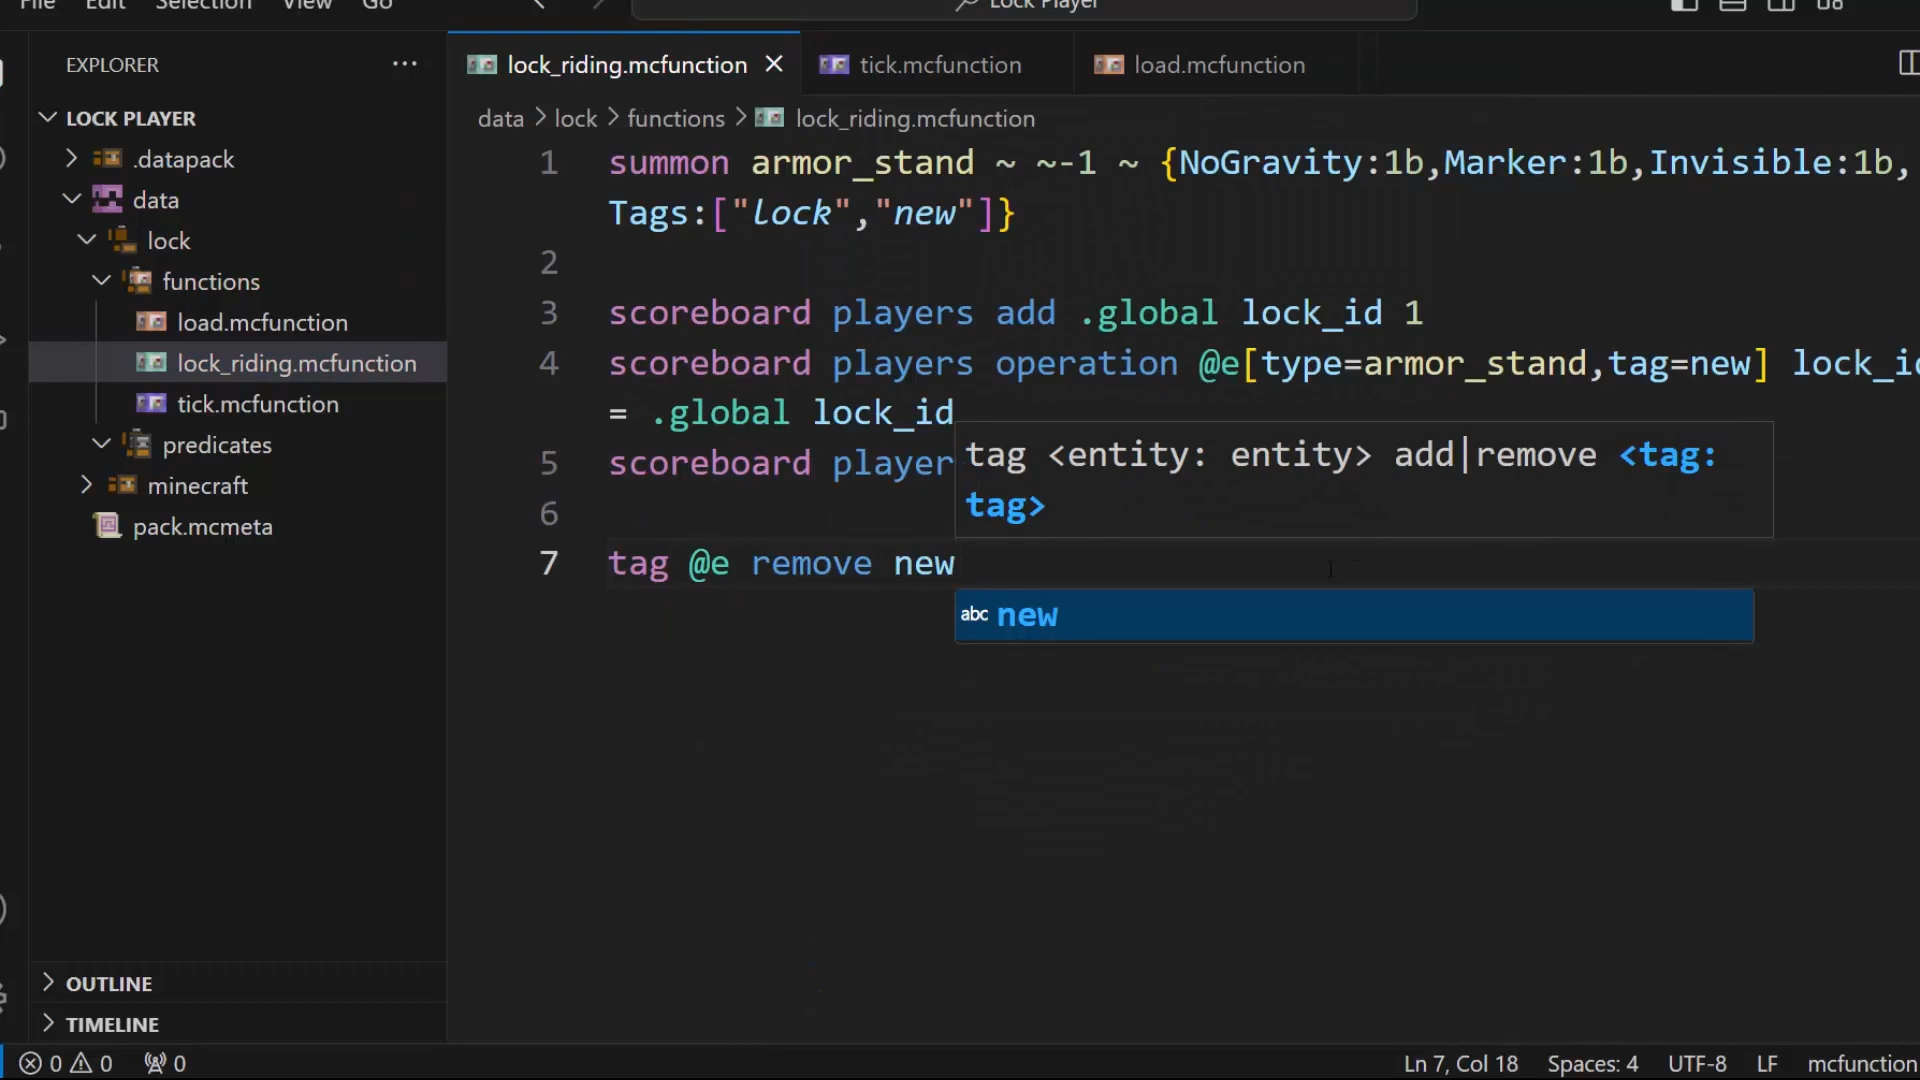 File Edit Selection View Go Lock Player
EXPLORER
LOCK PLAYER
.datapack
data
lock
functions
load.mcfunction
lock_riding.mcfunction
tick.mcfunction
predicates
minecraft
pack.mcmeta
OUTLINE
TIMELINE
lock_riding.mcfunction tick.mcfunction load.mcfunction
data > lock > functions > lock_riding.mcfunction
1 summon armor_stand ~ ~-1 ~ {NoGravity:1b,Marker:1b,Invisible:1b,
Tags:["lock","new"]}
2
3 scoreboard players add .global lock_id 1
4 scoreboard players operation @e[type=armor_stand,tag=new] lock_id
= .global lock_id
5 scoreboard player
6
7 tag @e remove new
tag <entity: entity> add|remove <tag:
tag>
abc new
0 0 0 Ln 7, Col 18 Spaces: 4 UTF-8 LF mcfunction